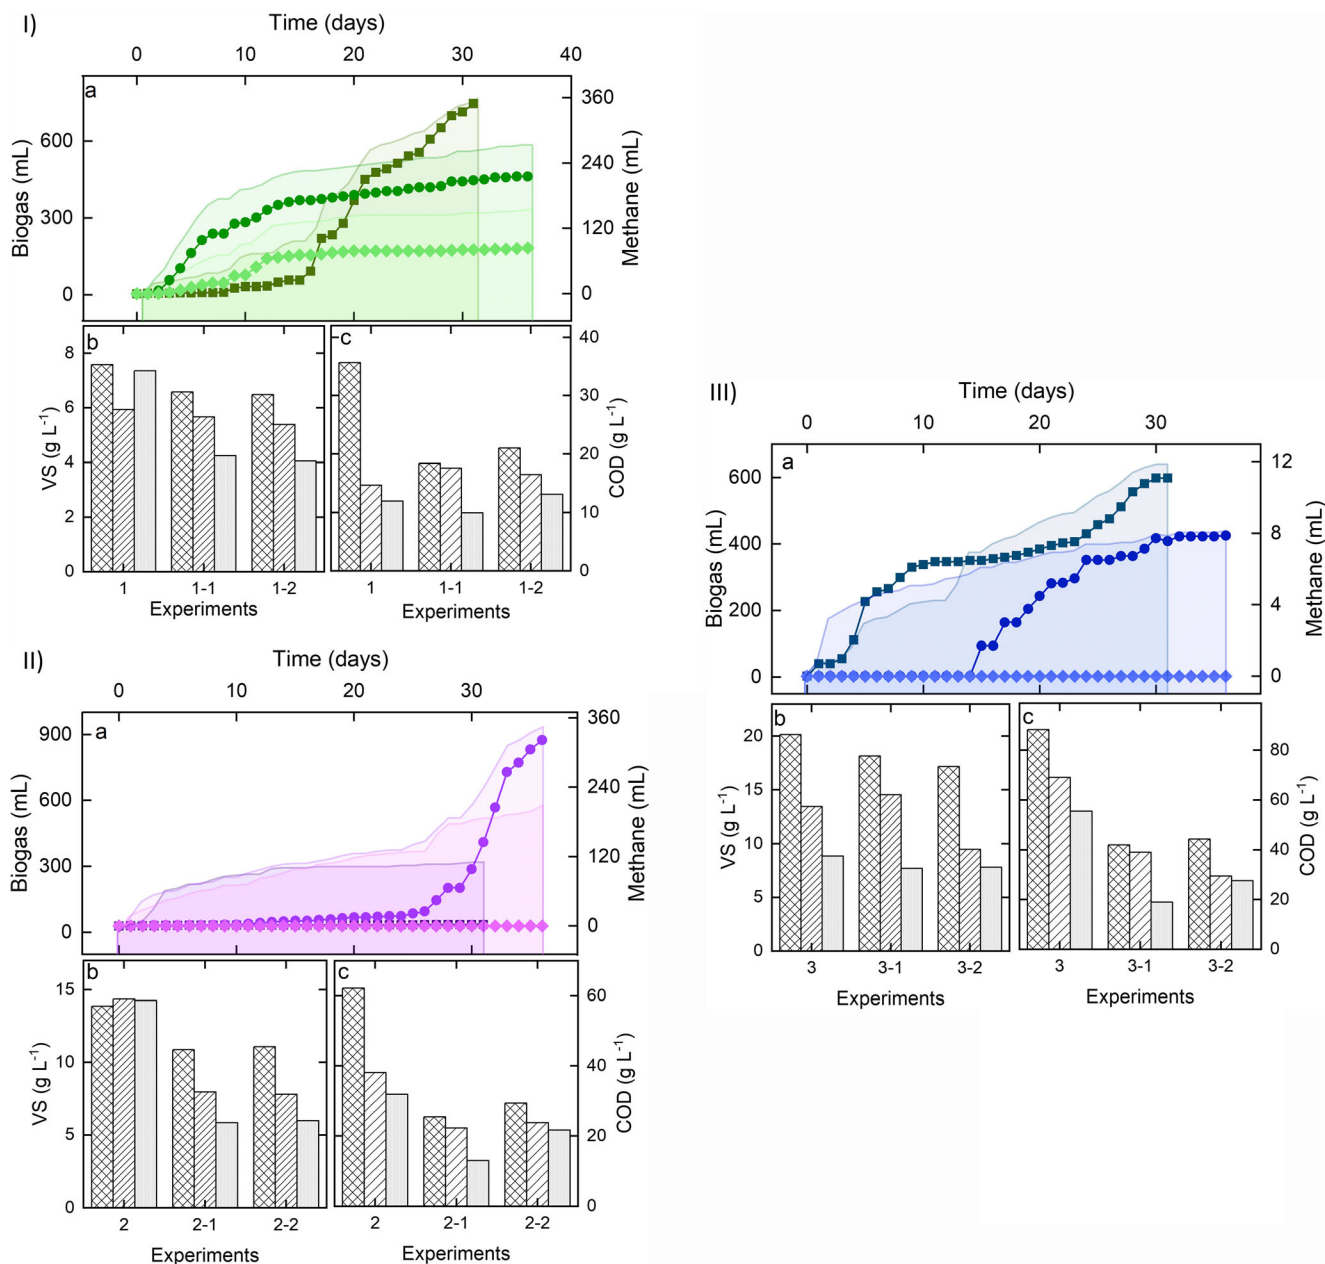 I)
Time (days)
0 10 20 30 40
a
Biogas (mL)
600
300
0
Methane (mL)
360
240
120
0
b
VS (g L⁻¹)
8
6
4
2
0
1 1-1 1-2
Experiments
c
COD (g L⁻¹)
40
30
20
10
0
1 1-1 1-2
Experiments
II)
Time (days)
0 10 20 30
a
Biogas (mL)
900
600
300
0
Methane (mL)
360
240
120
0
b
VS (g L⁻¹)
15
10
5
0
2 2-1 2-2
Experiments
c
COD (g L⁻¹)
60
40
20
0
2 2-1 2-2
Experiments
III)
Time (days)
0 10 20 30
a
Biogas (mL)
600
400
200
0
Methane (mL)
12
8
4
0
b
VS (g L⁻¹)
20
15
10
5
0
3 3-1 3-2
Experiments
c
COD (g L⁻¹)
80
60
40
20
0
3 3-1 3-2
Experiments